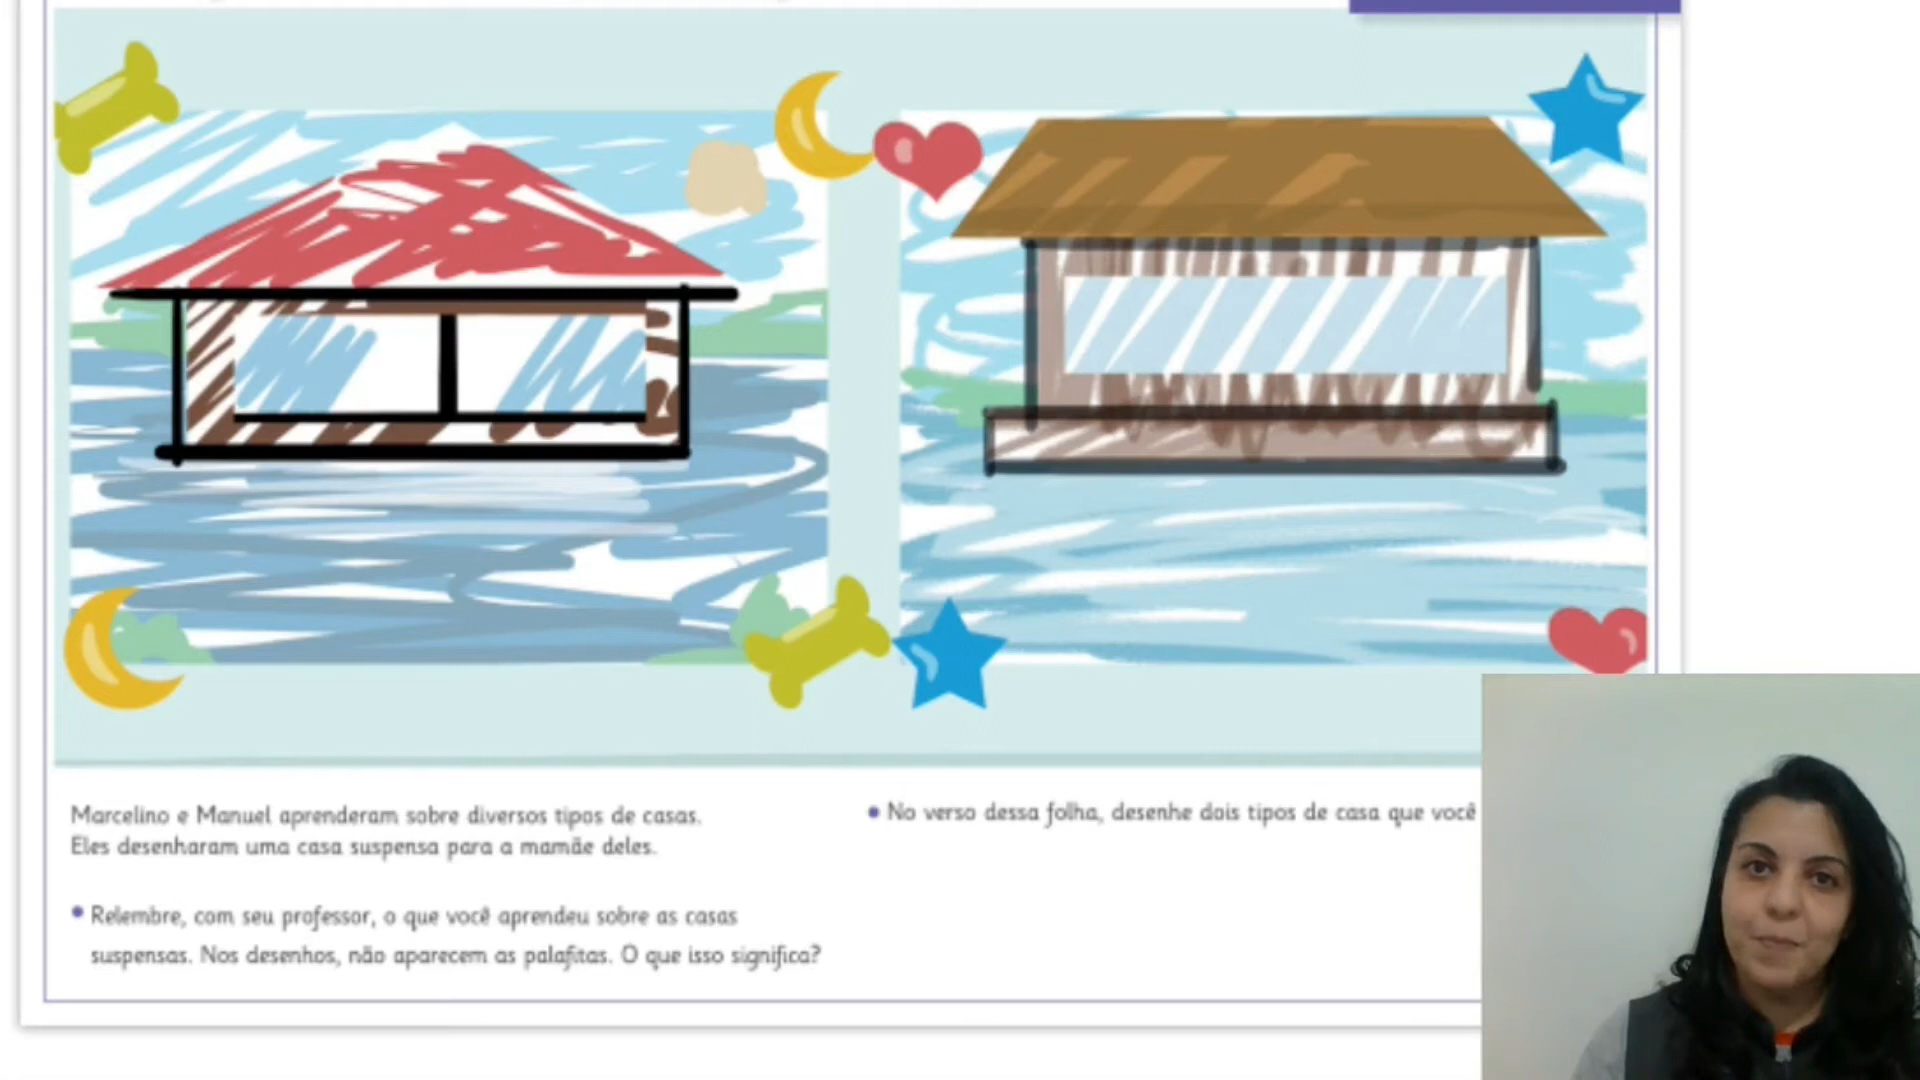 Marcelino e Manuel aprenderam sobre diversos tipos de casas.
Eles desenharam uma casa suspensa para a mamãe deles.
• Relembre, com seu professor, o que você aprendeu sobre as casas
suspensas. Nos desenhos, não aparecem as palafitas. O que isso significa?
• No verso dessa folha, desenhe dois tipos de casa que você